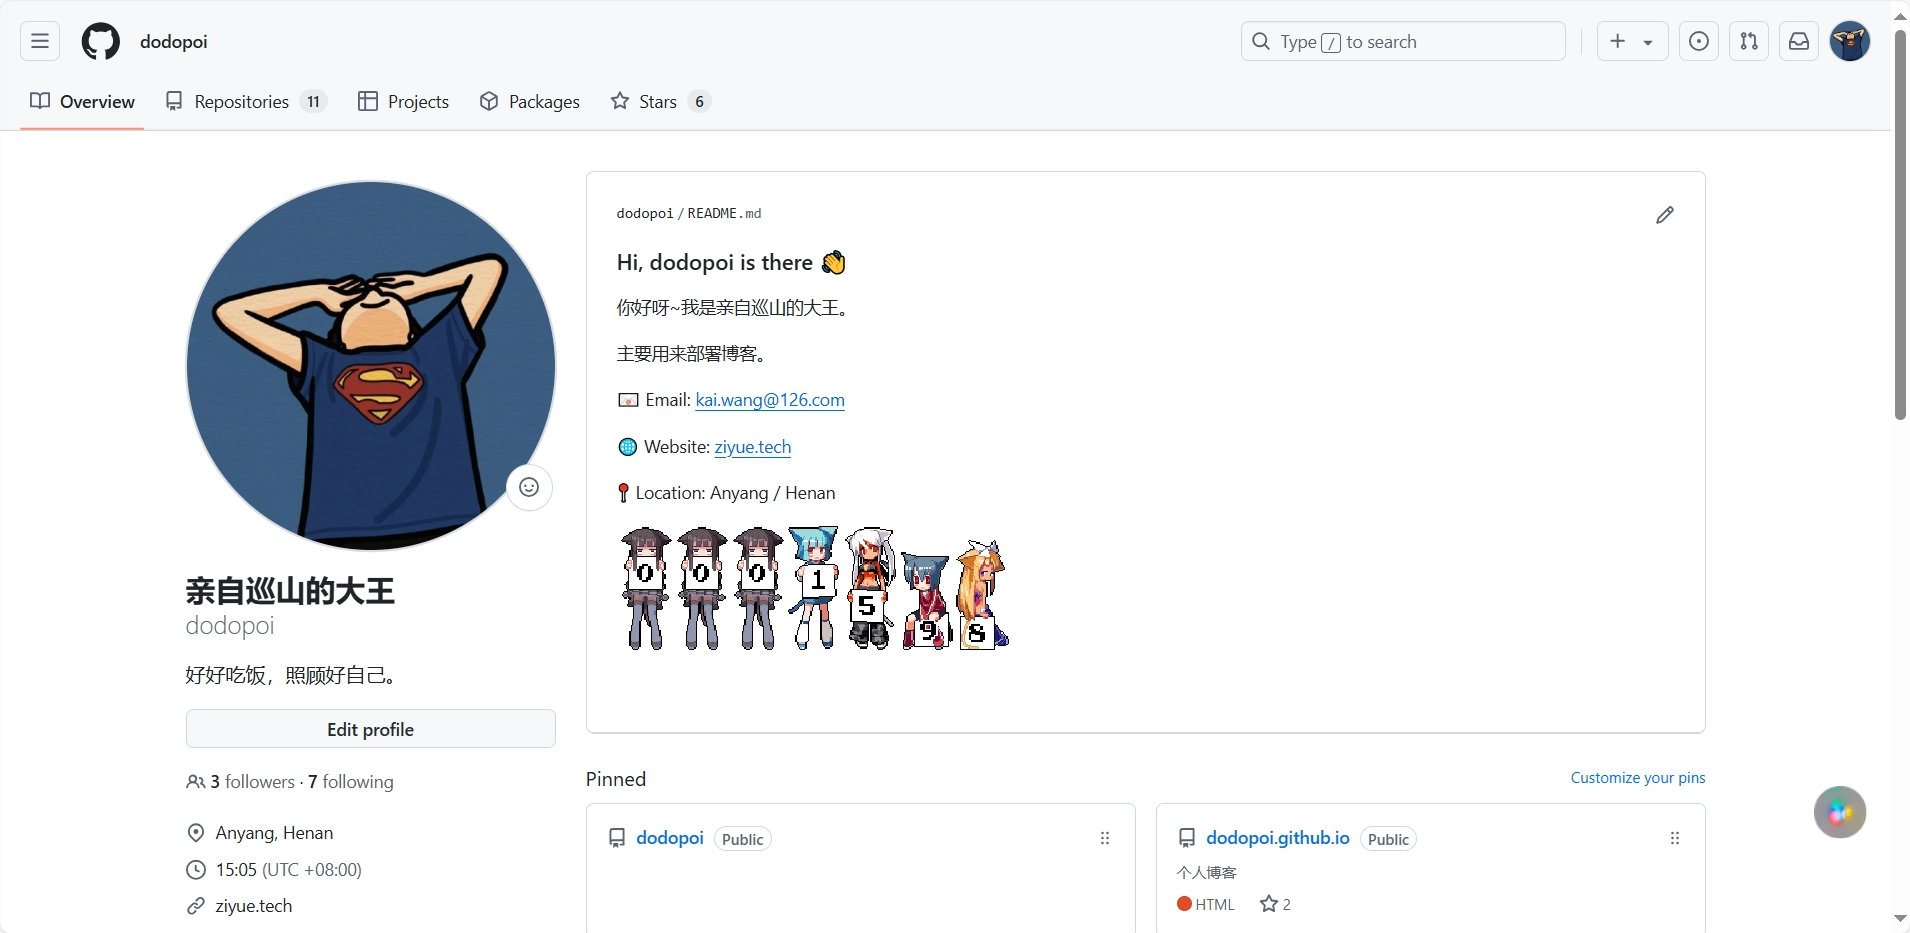 dodopoi
Type / to search
Overview
Repositories 11
Projects
Packages
Stars 6
dodopoi / README.md
Hi, dodopoi is there 👋
你好呀~我是亲自巡山的大王。
主要用来部署博客。
📧 Email: kai.wang@126.com
🌐 Website: ziyue.tech
📍 Location: Anyang / Henan
0 0 0 1 5 9 8
亲自巡山的大王
dodopoi
好好吃饭，照顾好自己。
Edit profile
3 followers · 7 following
Anyang, Henan
15:05 (UTC +08:00)
ziyue.tech
Pinned
Customize your pins
dodopoi Public
dodopoi.github.io Public
个人博客
HTML 2